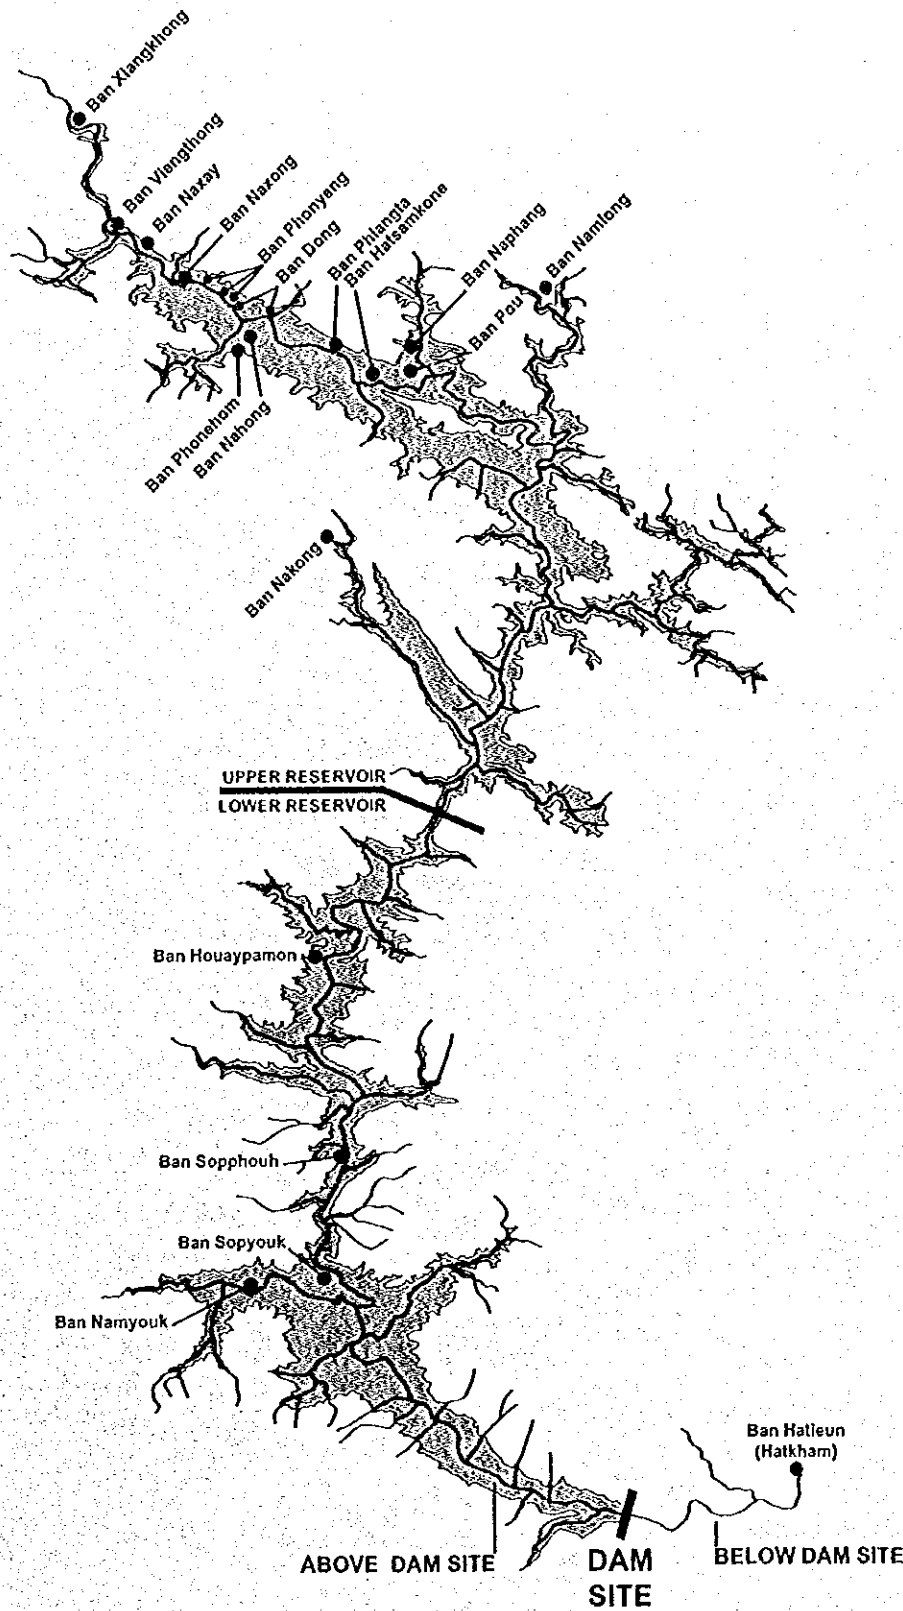 Ban Xiangkhong
Ban Viengthong
Ban Naxay
Ban Naxong
Ban Phonyang
Ban Dong
Ban Phiangta
Ban Hatsamkone
Ban Naphang
Ban Pou
Ban Namlong
Ban Phonehom
Ban Nahong
Ban Nakong
UPPER RESERVOIR
LOWER RESERVOIR
Ban Houaypamon
Ban Sopphouh
Ban Sopyouk
Ban Namyouk
Ban Hatieun
(Hatkham)
ABOVE DAM SITE
DAM
SITE
BELOW DAM SITE